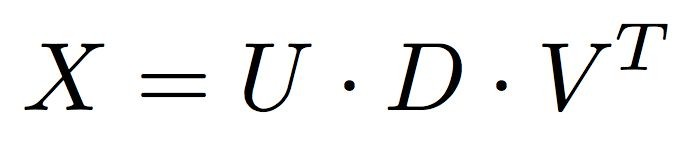 X = U · D · V^T